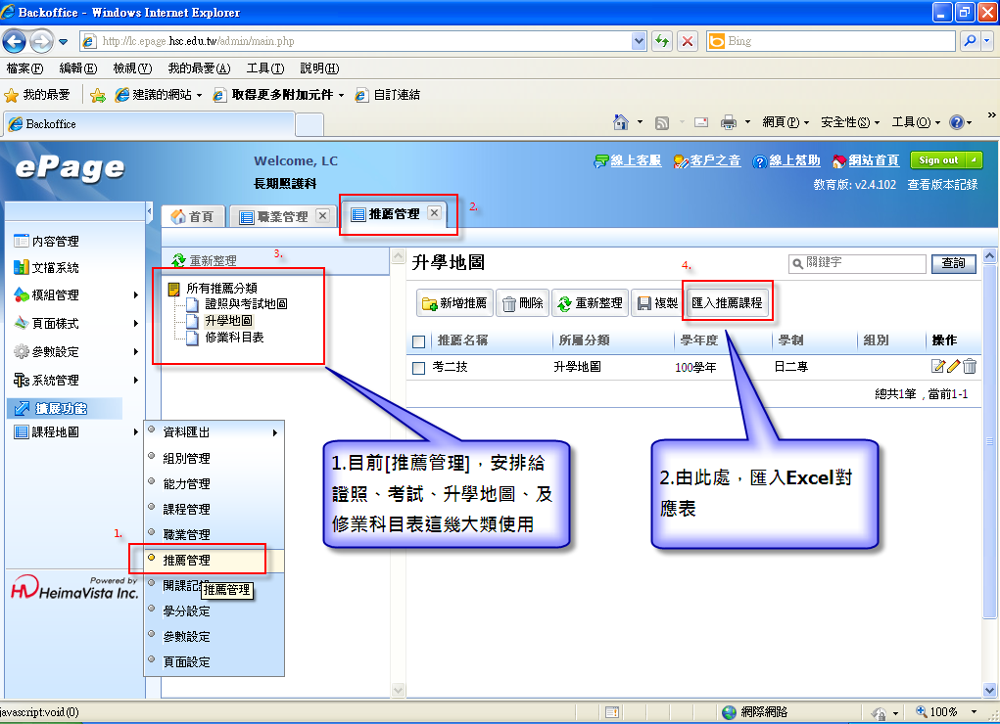 Backoffice - Windows Internet Explorer
http://lc.epage.hsc.edu.tw/admin/main.php
Bing
檔案(F) 編輯(E) 檢視(V) 我的最愛(A) 工具(T) 說明(H)
我的最愛 建議的網站 取得更多附加元件 自訂連結
Backoffice
網頁(P) 安全性(S) 工具(O) »
ePage
Welcome, LC
長期照護科
線上客服 客戶之音 線上幫助 網站首頁 Sign out
教育版: v2.4.102 查看版本記錄
首頁 職業管理 推薦管理 2.
內容管理
文檔系統
模組管理
頁面樣式
參數設定
系統管理
擴展功能
課程地圖
重新整理 3.
所有推薦分類
證照與考試地圖
升學地圖
修業科目表
升學地圖
4.
關鍵字 查詢
新增推薦 刪除 重新整理 複製 匯入推薦課程
推薦名稱 所屬分類 學年度 學制 組別 操作
考二技 升學地圖 100學年 日二專
總共1筆 , 當前1-1
資料匯出
組別管理
能力管理
課程管理
職業管理
1.
推薦管理
開課記
推薦管理
學分設定
參數設定
頁面設定
1.目前[推薦管理]，安排給
證照、考試、升學地圖、及
修業科目表這幾大類使用
2.由此處，匯入Excel對
應表
Powered by
HeimaVista Inc.
javascript:void(0)
網際網路
100%